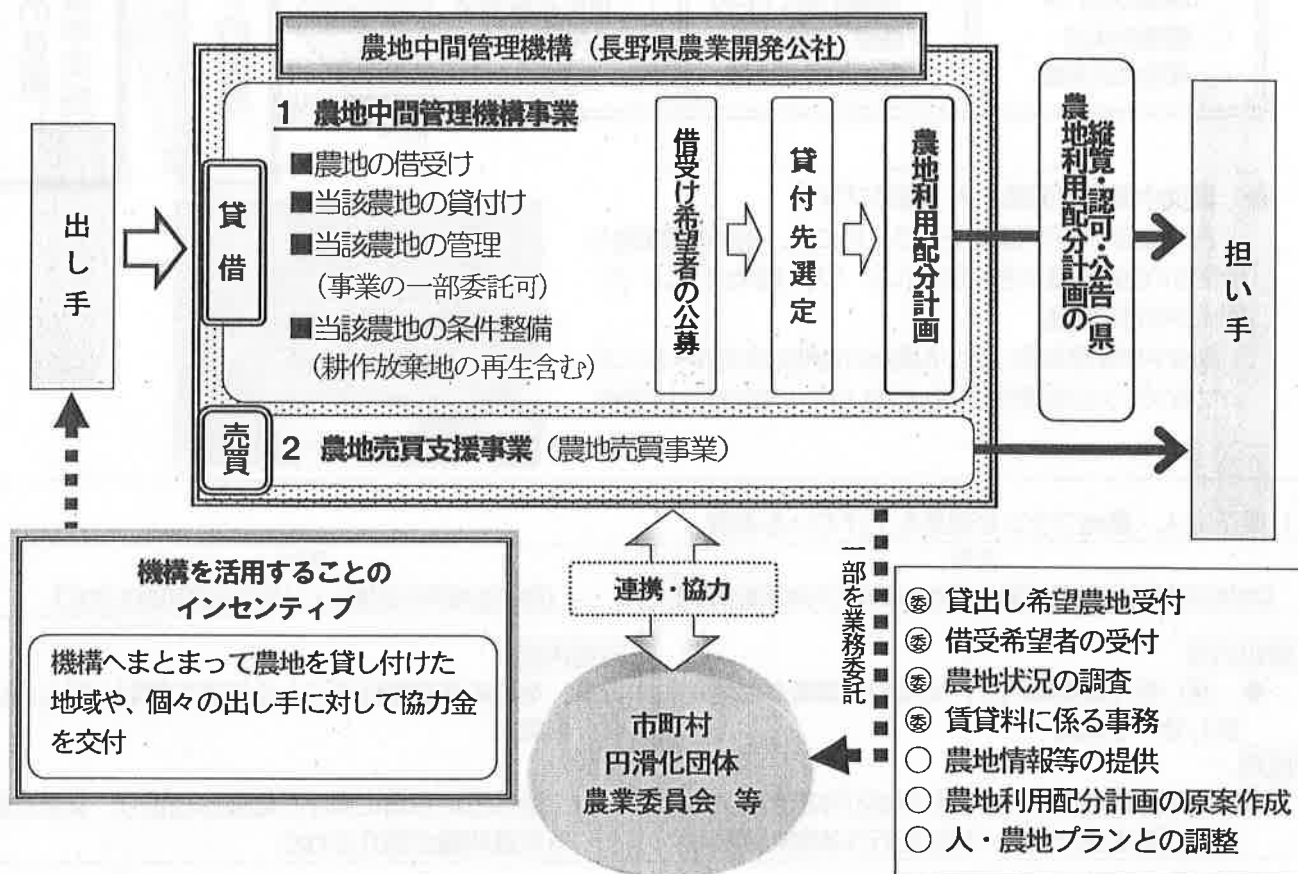 農地中間管理機構（長野県農業開発公社）
出し手
貸借
1 農地中間管理機構事業
■農地の借受け
■当該農地の貸付け
■当該農地の管理
（事業の一部委託可）
■当該農地の条件整備
（耕作放棄地の再生含む）
借受け希望者の公募
貸付先選定
農地利用配分計画
農地利用配分計画の
縦覧・認可・公告（県）
担い手
売買
2 農地売買支援事業（農地売買事業）
機構を活用することの
インセンティブ
機構へまとまって農地を貸し付けた
地域や、個々の出し手に対して協力金
を交付
連携・協力
市町村
円滑化団体
農業委員会 等
一部を業務委託
㊙委 貸出し希望農地受付
委 借受希望者の受付
委 農地状況の調査
委 賃貸料に係る事務
○ 農地情報等の提供
○ 農地利用配分計画の原案作成
○ 人・農地プランとの調整